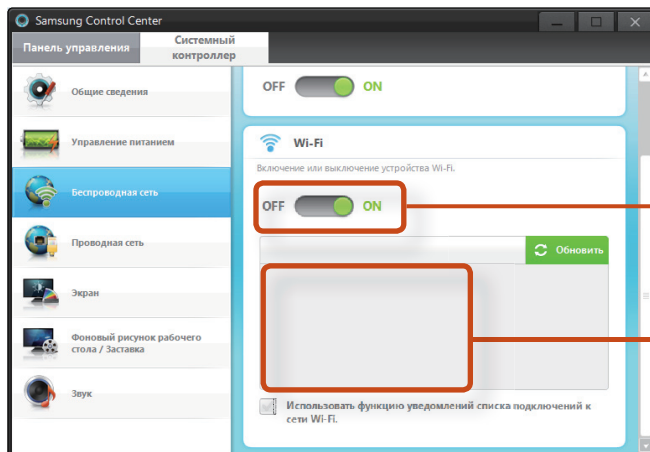 Samsung Control Center
Панель управления
Системный
контроллер
Общие сведения
Управление питанием
Беспроводная сеть
Проводная сеть
Экран
Фоновый рисунок рабочего
стола / Заставка
Звук
OFF ON
Wi-Fi
Включение или выключение устройства Wi-Fi.
OFF ON
Обновить
Использовать функцию уведомлений списка подключений к
сети Wi-Fi.